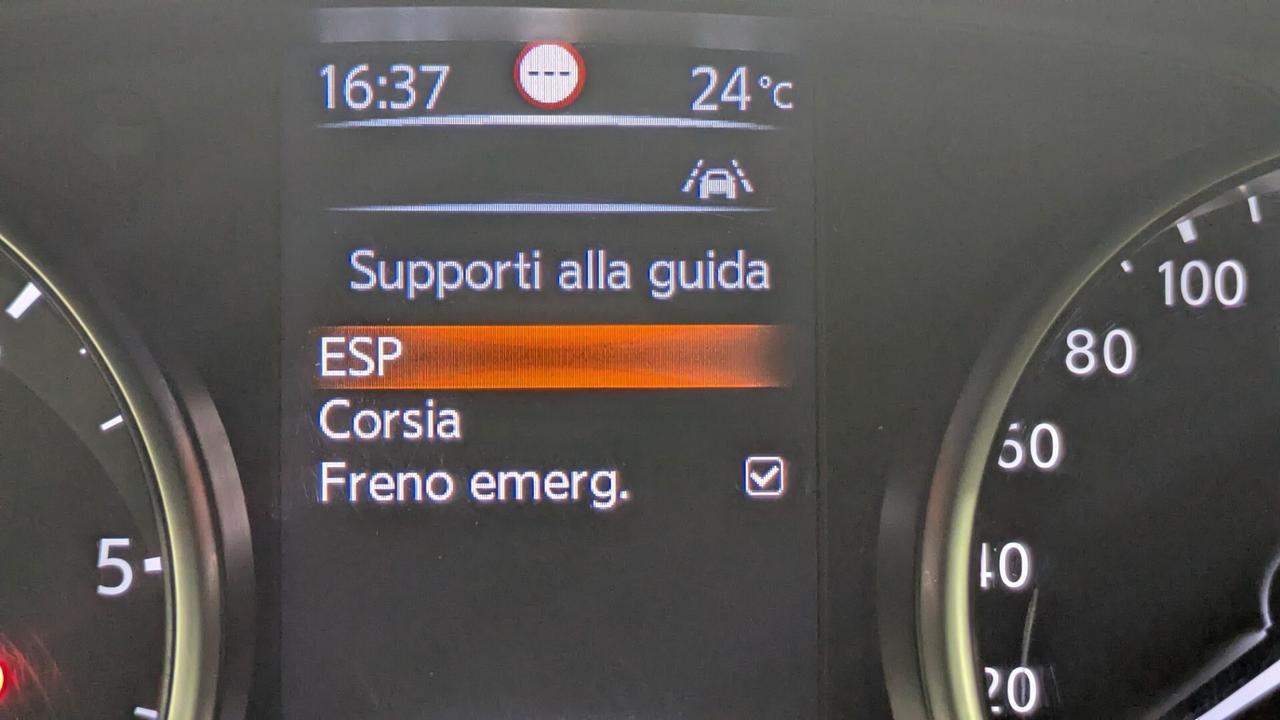 16:37 --- 24°C
Supporti alla guida
ESP
Corsia
Freno emerg.
5
100
80
60
40
20